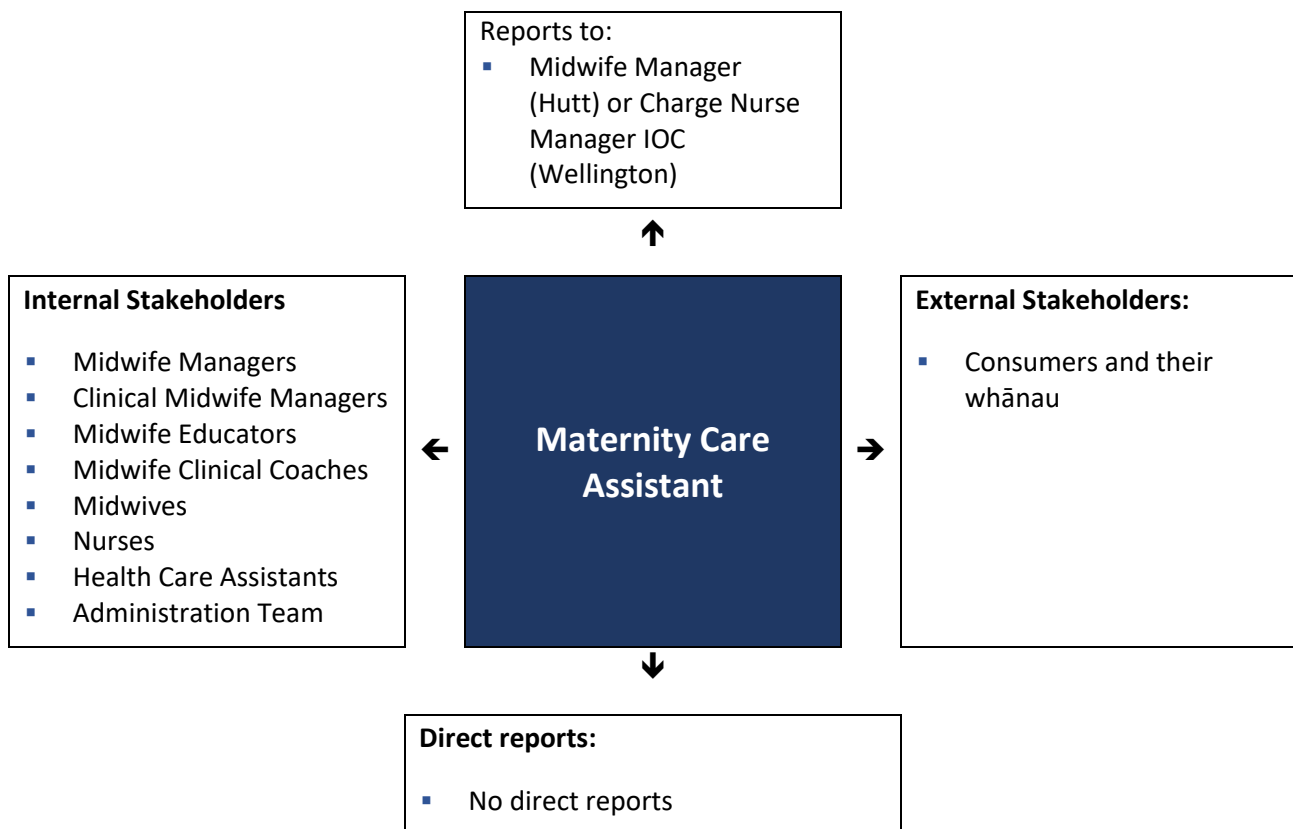 Reports to:
▪ Midwife Manager
(Hutt) or Charge Nurse
Manager IOC
(Wellington)
🡱
Internal Stakeholders
▪ Midwife Managers
▪ Clinical Midwife Managers
▪ Midwife Educators
▪ Midwife Clinical Coaches
▪ Midwives
▪ Nurses
▪ Health Care Assistants
▪ Administration Team
🡰
Maternity Care
Assistant
🡲
External Stakeholders:
▪ Consumers and their
whānau
🡳
Direct reports:
▪ No direct reports